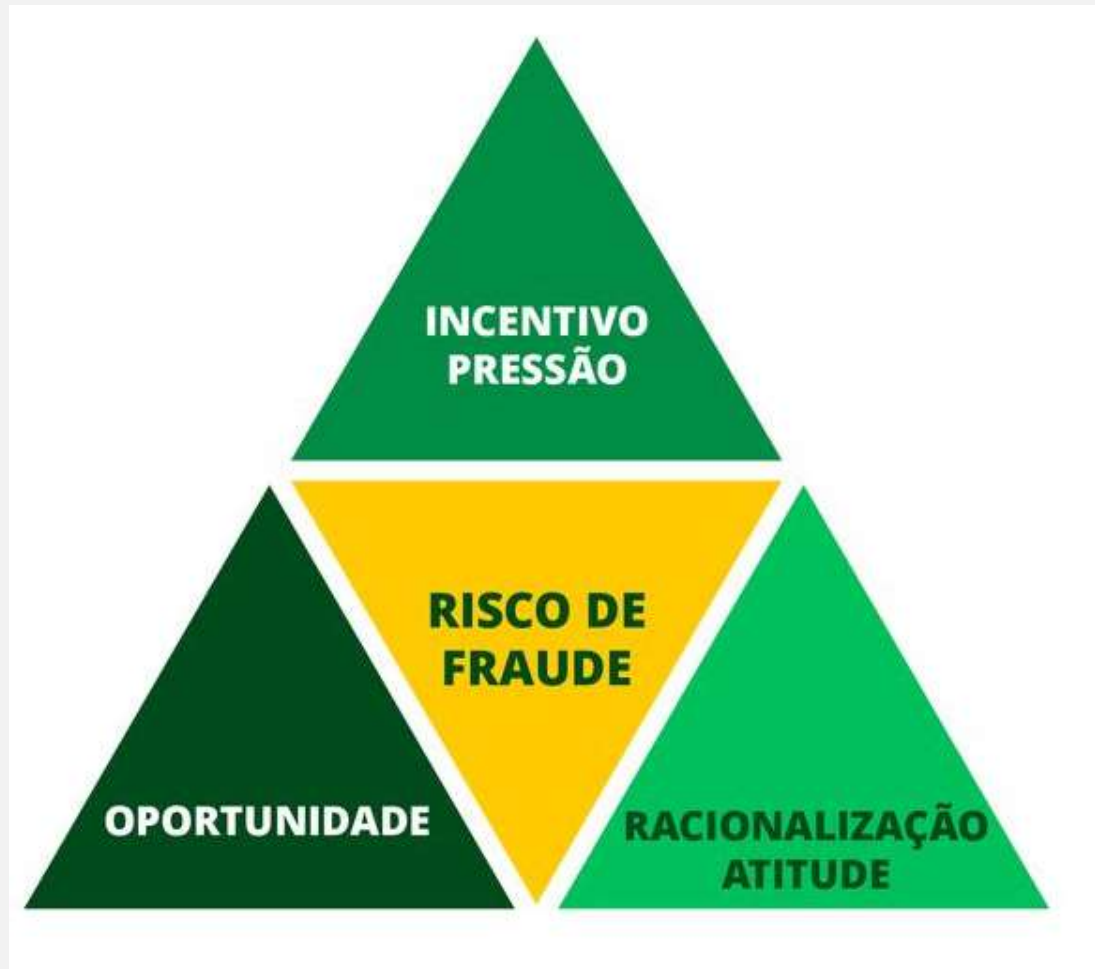 INCENTIVO
PRESSÃO
RISCO DE
FRAUDE
OPORTUNIDADE
RACIONALIZAÇÃO
ATITUDE